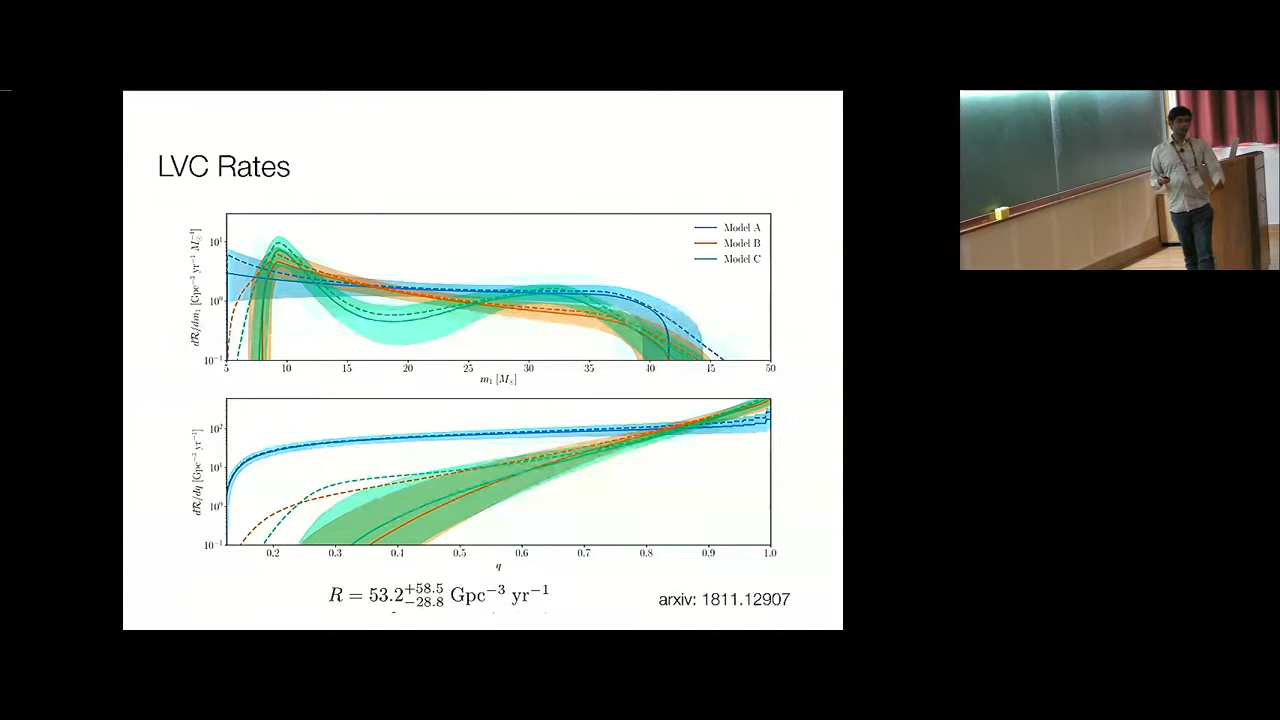 LVC Rates
Model A
Model B
Model C
dR/dm₁ [Gpc⁻³ yr⁻¹ M☉⁻¹]
10¹
10⁰
10⁻¹
5 10 15 20 25 30 35 40 45 50
m₁ [M☉]
dR/dq [Gpc⁻³ yr⁻¹]
10²
10¹
10⁰
10⁻¹
0.2 0.3 0.4 0.5 0.6 0.7 0.8 0.9 1.0
q
R = 53.2₋₂₈.₈⁺⁵⁸·⁵ Gpc⁻³ yr⁻¹
arxiv: 1811.12907